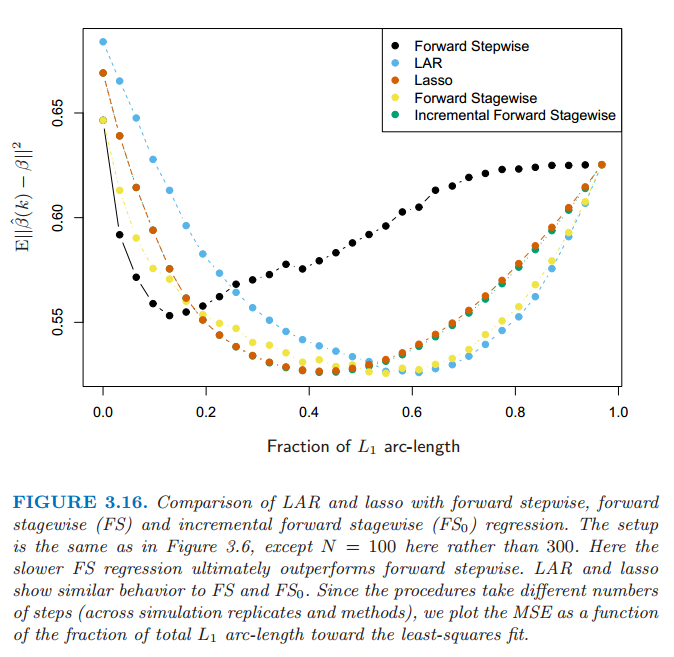 Forward Stepwise
LAR
Lasso
Forward Stagewise
Incremental Forward Stagewise
E||β̂(k) − β||²
0.65
0.60
0.55
0.0 0.2 0.4 0.6 0.8 1.0
Fraction of L₁ arc-length
FIGURE 3.16. Comparison of LAR and lasso with forward stepwise, forward
stagewise (FS) and incremental forward stagewise (FS₀) regression. The setup
is the same as in Figure 3.6, except N = 100 here rather than 300. Here the
slower FS regression ultimately outperforms forward stepwise. LAR and lasso
show similar behavior to FS and FS₀. Since the procedures take different numbers
of steps (across simulation replicates and methods), we plot the MSE as a function
of the fraction of total L₁ arc-length toward the least-squares fit.